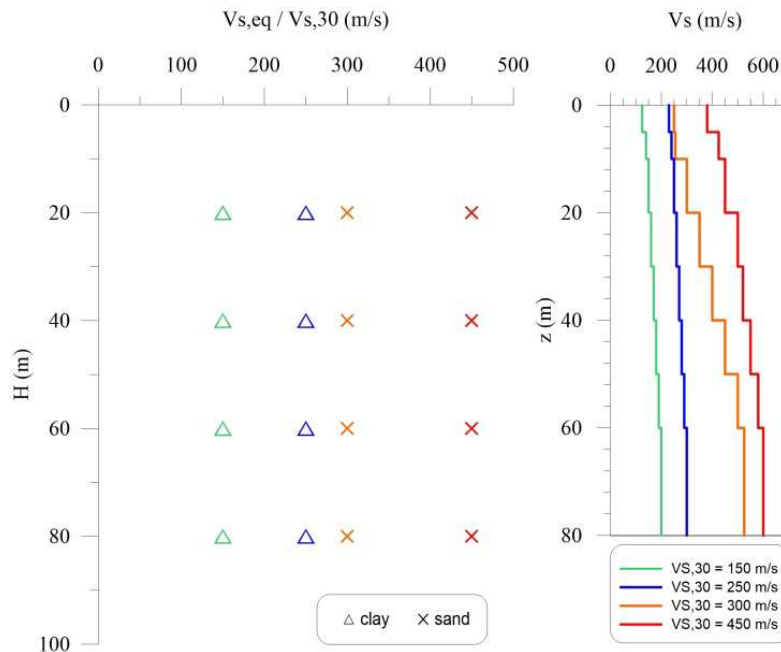 Vs,eq / Vs,30 (m/s)
0 100 200 300 400 500
0
20
40
60
80
100
H (m)
clay sand
Vs (m/s)
0 200 400 600
0
20
40
60
80
z (m)
VS,30 = 150 m/s
VS,30 = 250 m/s
VS,30 = 300 m/s
VS,30 = 450 m/s